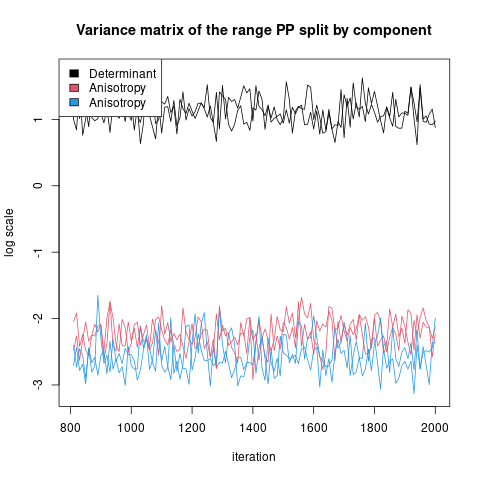 Variance matrix of the range PP split by component
Determinant
Anisotropy
Anisotropy
1
0
-1
-2
-3
log scale
800 1000 1200 1400 1600 1800 2000
iteration